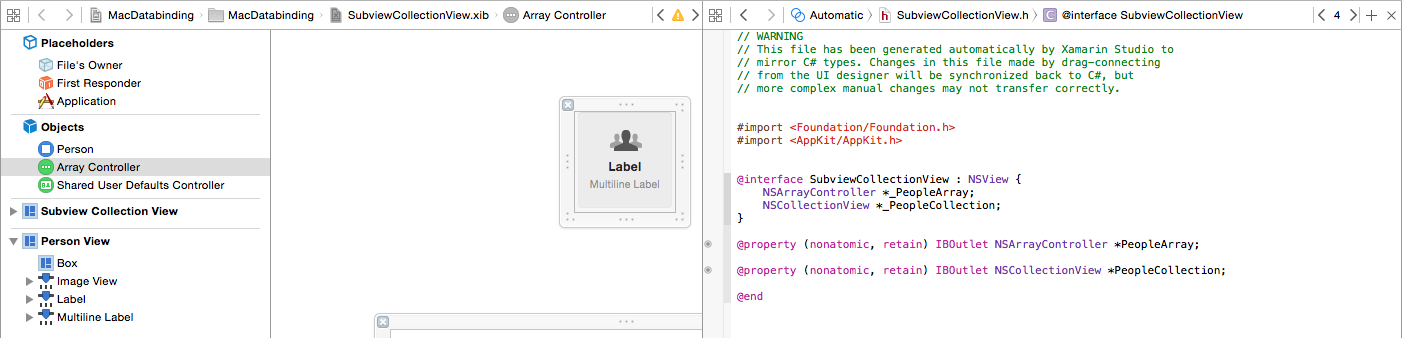 MacDatabinding MacDatabinding SubviewCollectionView.xib Array Controller
Placeholders
File's Owner
First Responder
Application
Objects
Person
Array Controller
Shared User Defaults Controller
Subview Collection View
Person View
Box
Image View
Label
Multiline Label
Label
Multiline Label
Automatic SubviewCollectionView.h @interface SubviewCollectionView 4
// WARNING
// This file has been generated automatically by Xamarin Studio to
// mirror C# types. Changes in this file made by drag-connecting
// from the UI designer will be synchronized back to C#, but
// more complex manual changes may not transfer correctly.
#import <Foundation/Foundation.h>
#import <AppKit/AppKit.h>
@interface SubviewCollectionView : NSView {
NSArrayController *_PeopleArray;
NSCollectionView *_PeopleCollection;
}
@property (nonatomic, retain) IBOutlet NSArrayController *PeopleArray;
@property (nonatomic, retain) IBOutlet NSCollectionView *PeopleCollection;
@end